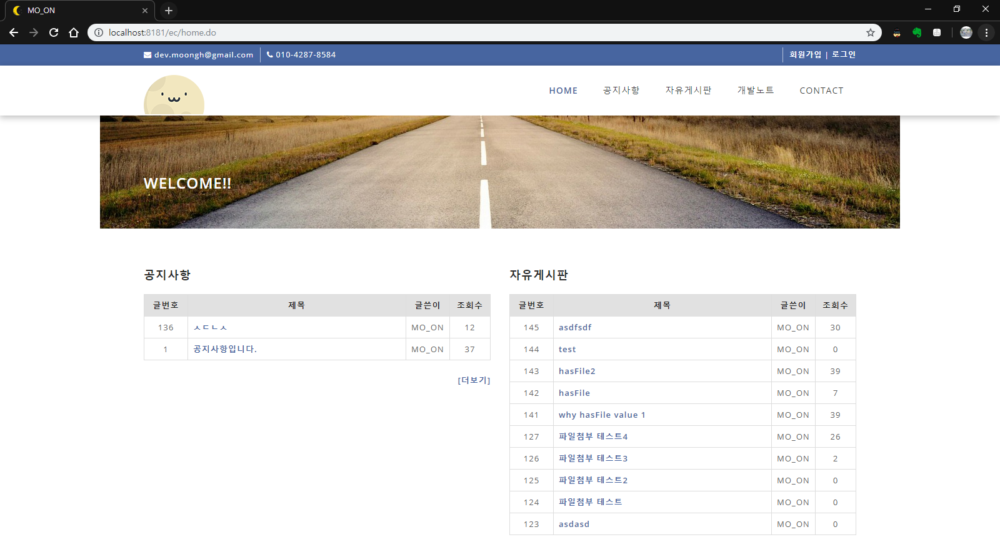 MO_ON
localhost:8181/ec/home.do
dev.moongh@gmail.com 010-4287-8584 회원가입 | 로그인
HOME 공지사항 자유게시판 개발노트 CONTACT
WELCOME!!
공지사항
글번호 제목 글쓴이 조회수
136 ㅅㄷㄴㅅ MO_ON 12
1 공지사항입니다. MO_ON 37
[더보기]
자유게시판
글번호 제목 글쓴이 조회수
145 asdfsdf MO_ON 30
144 test MO_ON 0
143 hasFile2 MO_ON 39
142 hasFile MO_ON 7
141 why hasFile value 1 MO_ON 39
127 파일첨부 테스트4 MO_ON 26
126 파일첨부 테스트3 MO_ON 2
125 파일첨부 테스트2 MO_ON 0
124 파일첨부 테스트 MO_ON 0
123 asdasd MO_ON 0